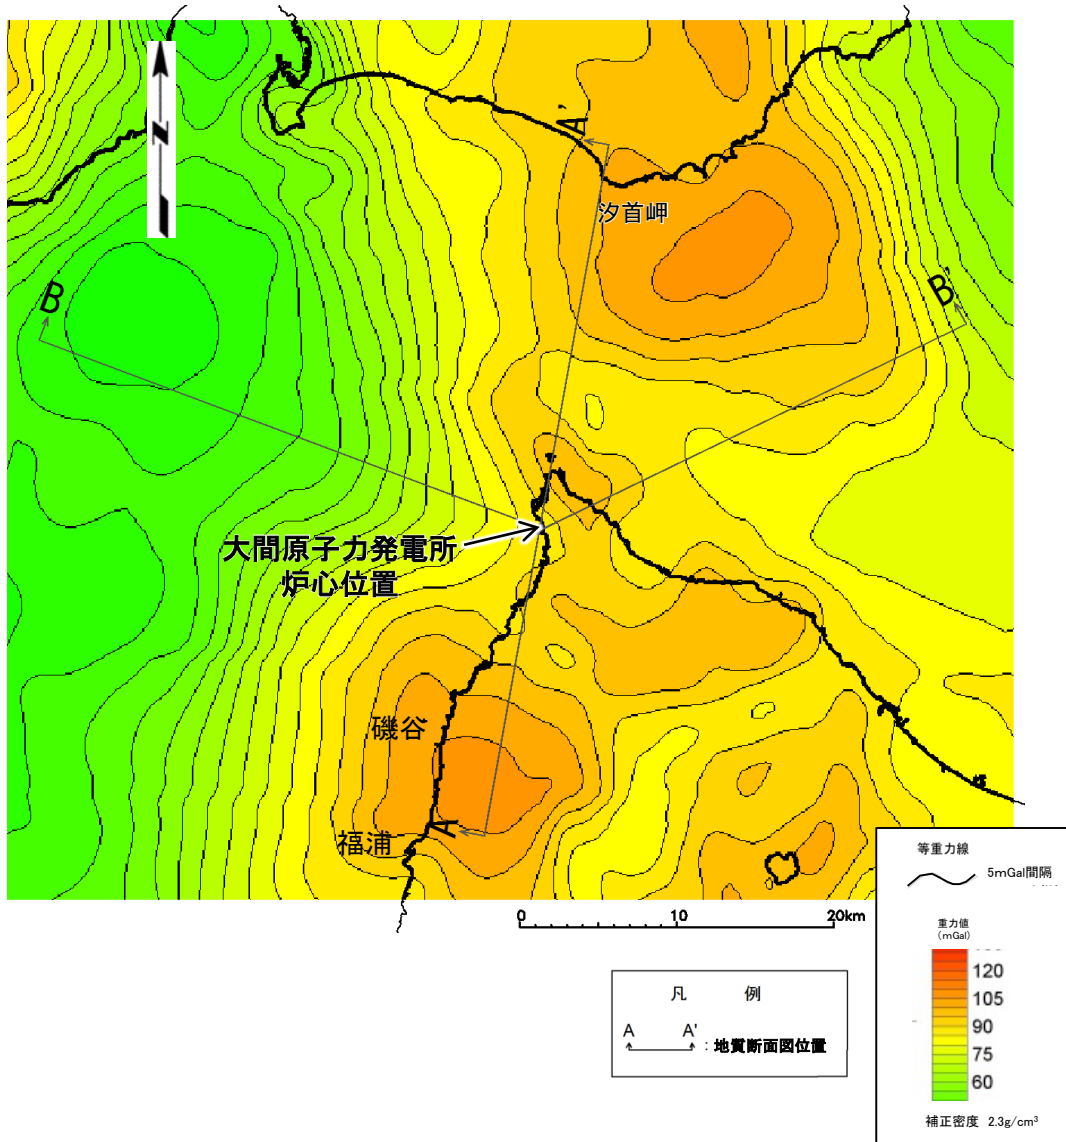 N
A'
汐首岬
B
B'
大間原子力発電所
炉心位置
磯谷
福浦
A
0 10 20km
等重力線
5mGal間隔
重力値
(mGal)
120
105
90
75
60
補正密度 2.3g/cm³
凡 例
A A'
:地質断面図位置